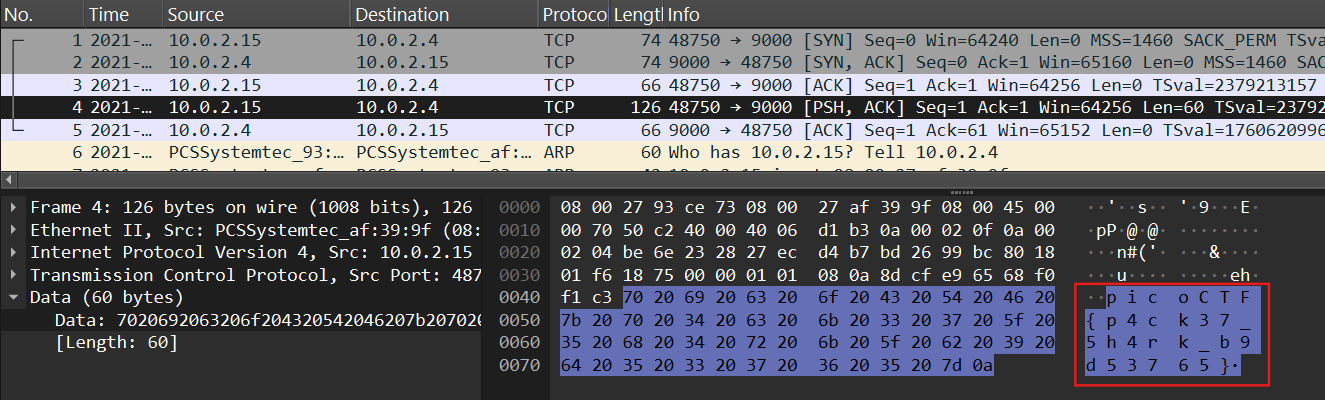 No. Time Source Destination Protoco Lengtl Info
1 2021-… 10.0.2.15 10.0.2.4 TCP 74 48750 → 9000 [SYN] Seq=0 Win=64240 Len=0 MSS=1460 SACK_PERM TSva
2 2021-… 10.0.2.4 10.0.2.15 TCP 74 9000 → 48750 [SYN, ACK] Seq=0 Ack=1 Win=65160 Len=0 MSS=1460 SAC
3 2021-… 10.0.2.15 10.0.2.4 TCP 66 48750 → 9000 [ACK] Seq=1 Ack=1 Win=64256 Len=0 TSval=2379213157
4 2021-… 10.0.2.15 10.0.2.4 TCP 126 48750 → 9000 [PSH, ACK] Seq=1 Ack=1 Win=64256 Len=60 TSval=23792
5 2021-… 10.0.2.4 10.0.2.15 TCP 66 9000 → 48750 [ACK] Seq=1 Ack=61 Win=65152 Len=0 TSval=1760620996
6 2021-… PCSSystemtec_93:… PCSSystemtec_af:… ARP 60 Who has 10.0.2.15? Tell 10.0.2.4
Frame 4: 126 bytes on wire (1008 bits), 126
Ethernet II, Src: PCSSystemtec_af:39:9f (08:
Internet Protocol Version 4, Src: 10.0.2.15
Transmission Control Protocol, Src Port: 487
Data (60 bytes)
Data: 7020692063206f204320542046207b207020
[Length: 60]
0000 08 00 27 93 ce 73 08 00 27 af 39 9f 08 00 45 00 ··'··s·· '·9···E·
0010 00 70 50 c2 40 00 40 06 d1 b3 0a 00 02 0f 0a 00 ·pP·@·@· ········
0020 02 04 be 6e 23 28 27 ec d4 b7 bd 26 99 bc 80 18 ···n#('· ···&····
0030 01 f6 18 75 00 00 01 01 08 0a 8d cf e9 65 68 f0 ···u···· ·····eh·
0040 f1 c3 70 20 69 20 63 20 6f 20 43 20 54 20 46 20 ··p i c o C T F
0050 7b 20 70 20 34 20 63 20 6b 20 33 20 37 20 5f 20 { p 4 c k 3 7 _
0060 35 20 68 20 34 20 72 20 6b 20 5f 20 62 20 39 20 5 h 4 r k _ b 9
0070 64 20 35 20 33 20 37 20 36 20 35 20 7d 0a d 5 3 7 6 5 }·